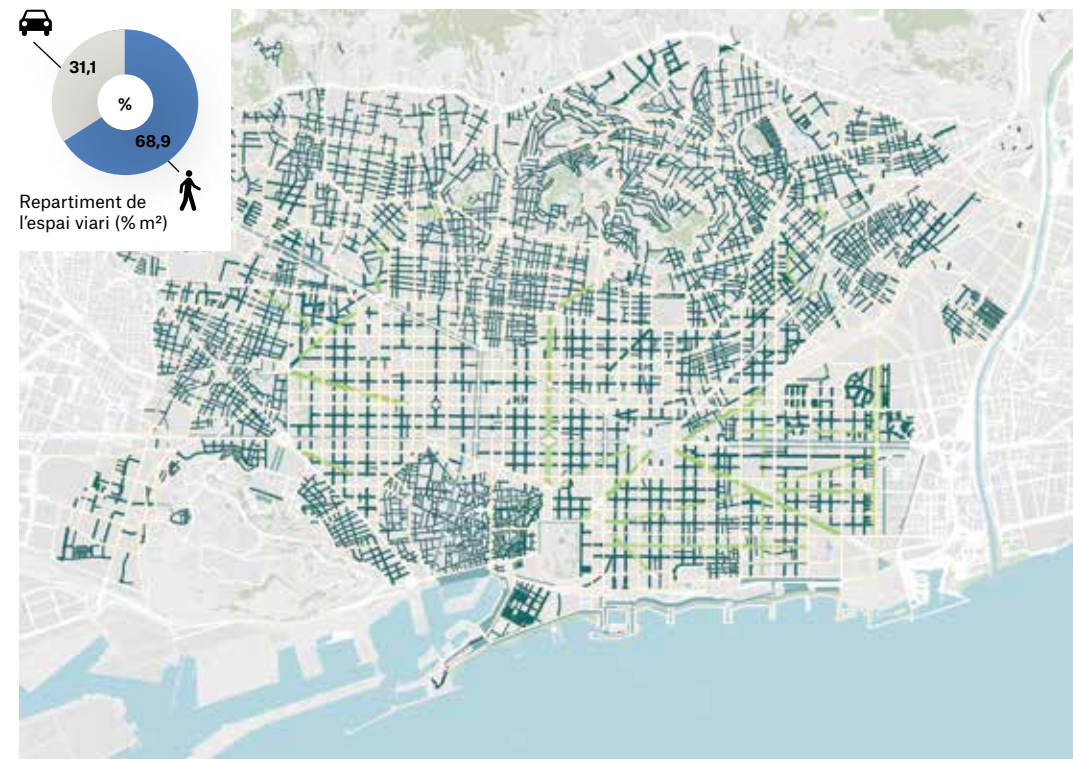 31,1
%
68,9
Repartiment de
l'espai viari (% m²)